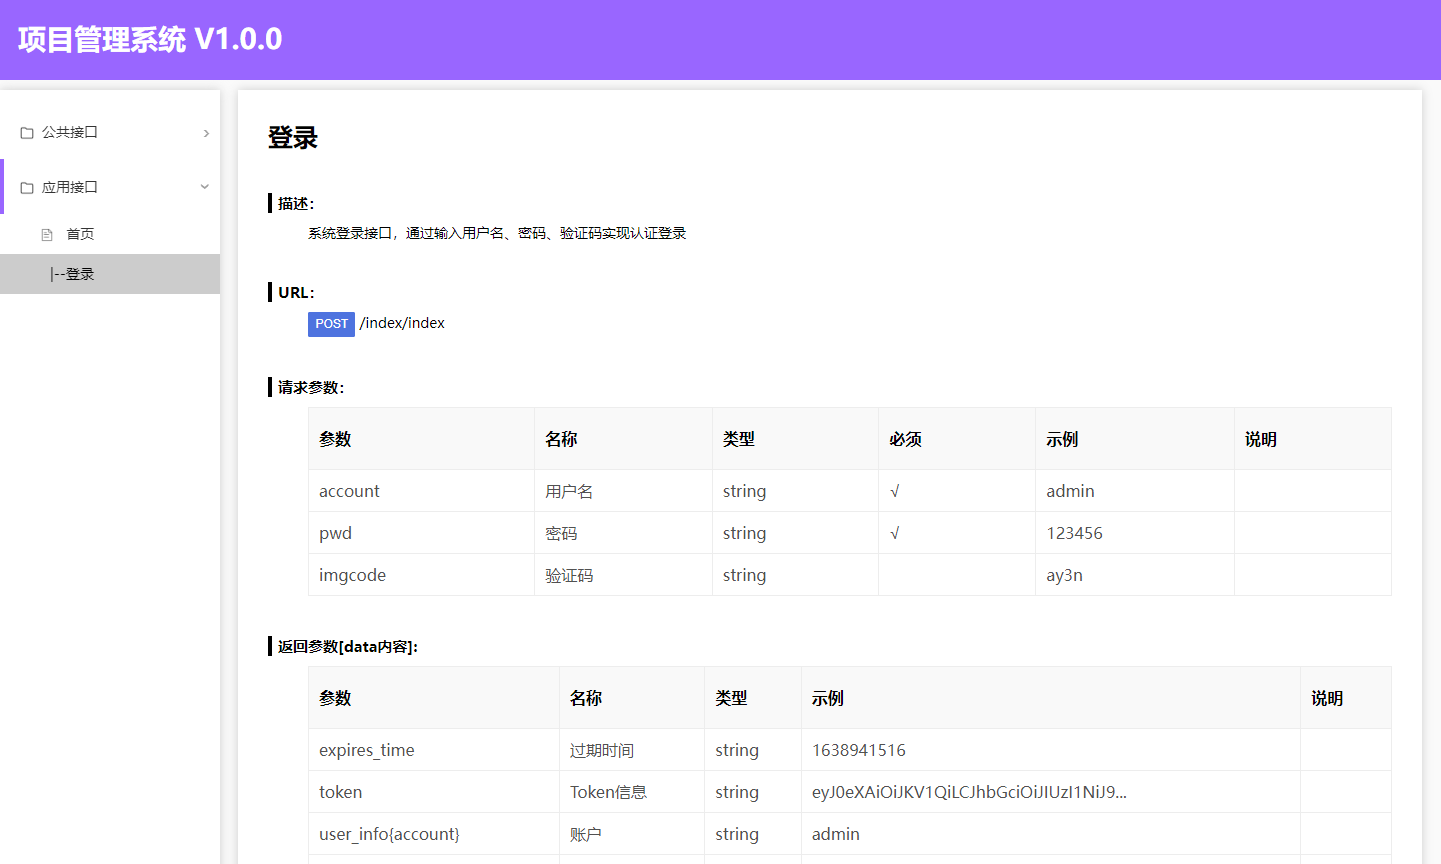 项目管理系统 V1.0.0
公共接口
应用接口
首页
|--登录
登录
描述：
系统登录接口，通过输入用户名、密码、验证码实现认证登录
URL：
POST /index/index
请求参数：
参数 名称 类型 必须 示例 说明
account 用户名 string √ admin
pwd 密码 string √ 123456
imgcode 验证码 string ay3n
返回参数[data内容]:
参数 名称 类型 示例 说明
expires_time 过期时间 string 1638941516
token Token信息 string eyJ0eXAiOiJKV1QiLCJhbGciOiJIUzI1NiJ9...
user_info{account} 账户 string admin